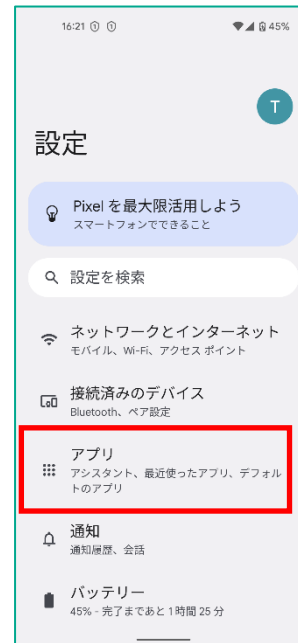 16:21 45%
T
設定
Pixel を最大限活用しよう
スマートフォンでできること
設定を検索
ネットワークとインターネット
モバイル、Wi-Fi、アクセス ポイント
接続済みのデバイス
Bluetooth、ペア設定
アプリ
アシスタント、最近使ったアプリ、デフォル
トのアプリ
通知
通知履歴、会話
バッテリー
45% - 完了まであと 1 時間 25 分